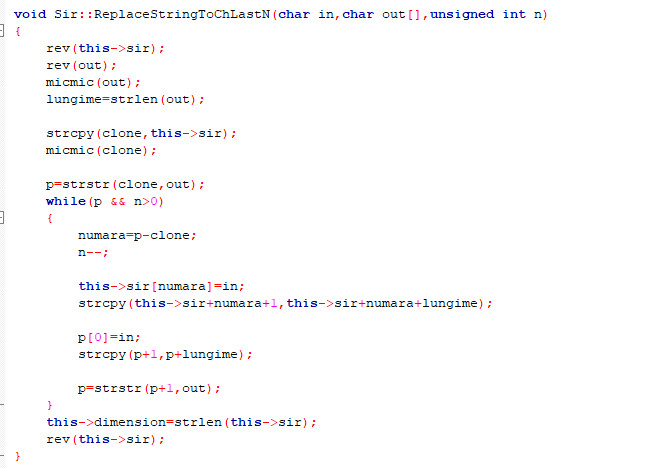 void Sir::ReplaceStringToChLastN(char in,char out[],unsigned int n)
{
rev(this->sir);
rev(out);
micmic(out);
lungime=strlen(out);
strcpy(clone,this->sir);
micmic(clone);
p=strstr(clone,out);
while(p && n>0)
{
numara=p-clone;
n--;
this->sir[numara]=in;
strcpy(this->sir+numara+1,this->sir+numara+lungime);
p[0]=in;
strcpy(p+1,p+lungime);
p=strstr(p+1,out);
}
this->dimension=strlen(this->sir);
rev(this->sir);
}